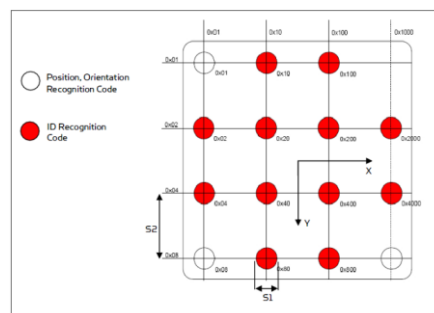 0x01 0x10 0x100 0x1000
0x01
0x01 0x10 0x100
Position, Orientation
Recognition Code
ID Recognition
Code
0x02
0x02 0x20 0x200 0x2000
X
0x04
0x04 0x40 0x400 0x4000
S2
Y
0x08
0x80 0x800
S1